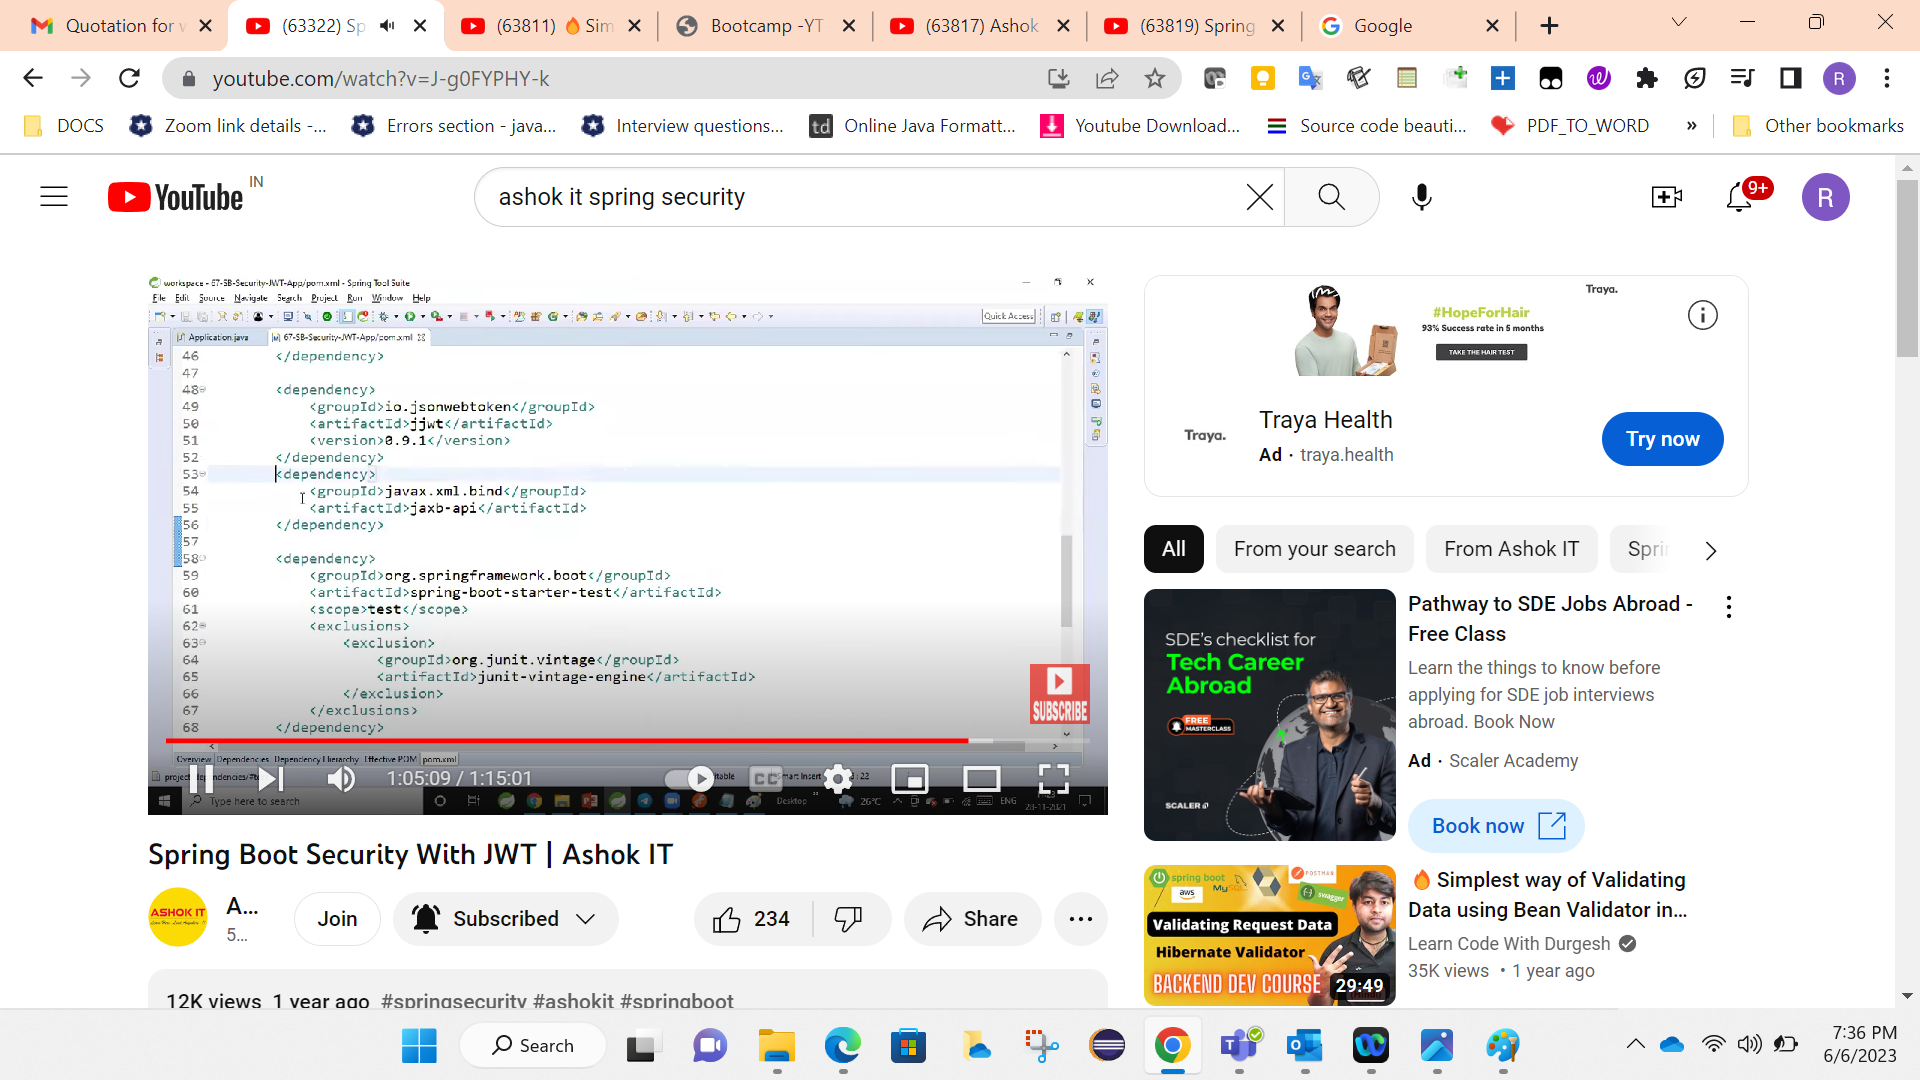 Quotation for v
(63322) Sp
(63811) 🔥 Sim
Bootcamp -YT
(63817) Ashok
(63819) Spring
Google
youtube.com/watch?v=J-g0FYPHY-k
DOCS
Zoom link details -...
Errors section - java...
Interview questions...
Online Java Formatt...
Youtube Download...
Source code beauti...
PDF_TO_WORD
Other bookmarks
YouTube IN
ashok it spring security
9+
R
workspace - 67-SB-Security-JWT-App/pom.xml - Spring Tool Suite
File Edit Source Navigate Search Project Run Window Help
Quick Access
Application.java
67-SB-Security-JWT-App/pom.xml
46 </dependency>
47
48 <dependency>
49 <groupId>io.jsonwebtoken</groupId>
50 <artifactId>jjwt</artifactId>
51 <version>0.9.1</version>
52 </dependency>
53 <dependency>
54 <groupId>javax.xml.bind</groupId>
55 <artifactId>jaxb-api</artifactId>
56 </dependency>
57
58 <dependency>
59 <groupId>org.springframework.boot</groupId>
60 <artifactId>spring-boot-starter-test</artifactId>
61 <scope>test</scope>
62 <exclusions>
63 <exclusion>
64 <groupId>org.junit.vintage</groupId>
65 <artifactId>junit-vintage-engine</artifactId>
66 </exclusion>
67 </exclusions>
68 </dependency>
SUBSCRIBE
Overview Dependencies Dependency Hierarchy Effective POM pom.xml
1:05:09 / 1:15:01
CC
Smart Insert
Type here to search
Desktop
26°C
ENG
28-11-2021
Spring Boot Security With JWT | Ashok IT
ASHOK IT
A...
5...
Join
Subscribed
234
Share
12K views 1 year ago #springsecurity #ashokit #springboot
Traya.
#HopeForHair
93% Success rate in 5 months
TAKE THE HAIR TEST
Traya.
Traya Health
Ad · traya.health
Try now
All
From your search
From Ashok IT
Spri
SDE's checklist for
Tech Career
Abroad
FREE
MASTERCLASS
SCALER
Pathway to SDE Jobs Abroad -
Free Class
Learn the things to know before
applying for SDE job interviews
abroad. Book Now
Ad · Scaler Academy
Book now
spring boot
aws
MySQL
POSTMAN
swagger
Validating Request Data
Hibernate Validator
BACKEND DEV COURSE
29:49
🔥 Simplest way of Validating
Data using Bean Validator in...
Learn Code With Durgesh
35K views • 1 year ago
Search
7:36 PM
6/6/2023